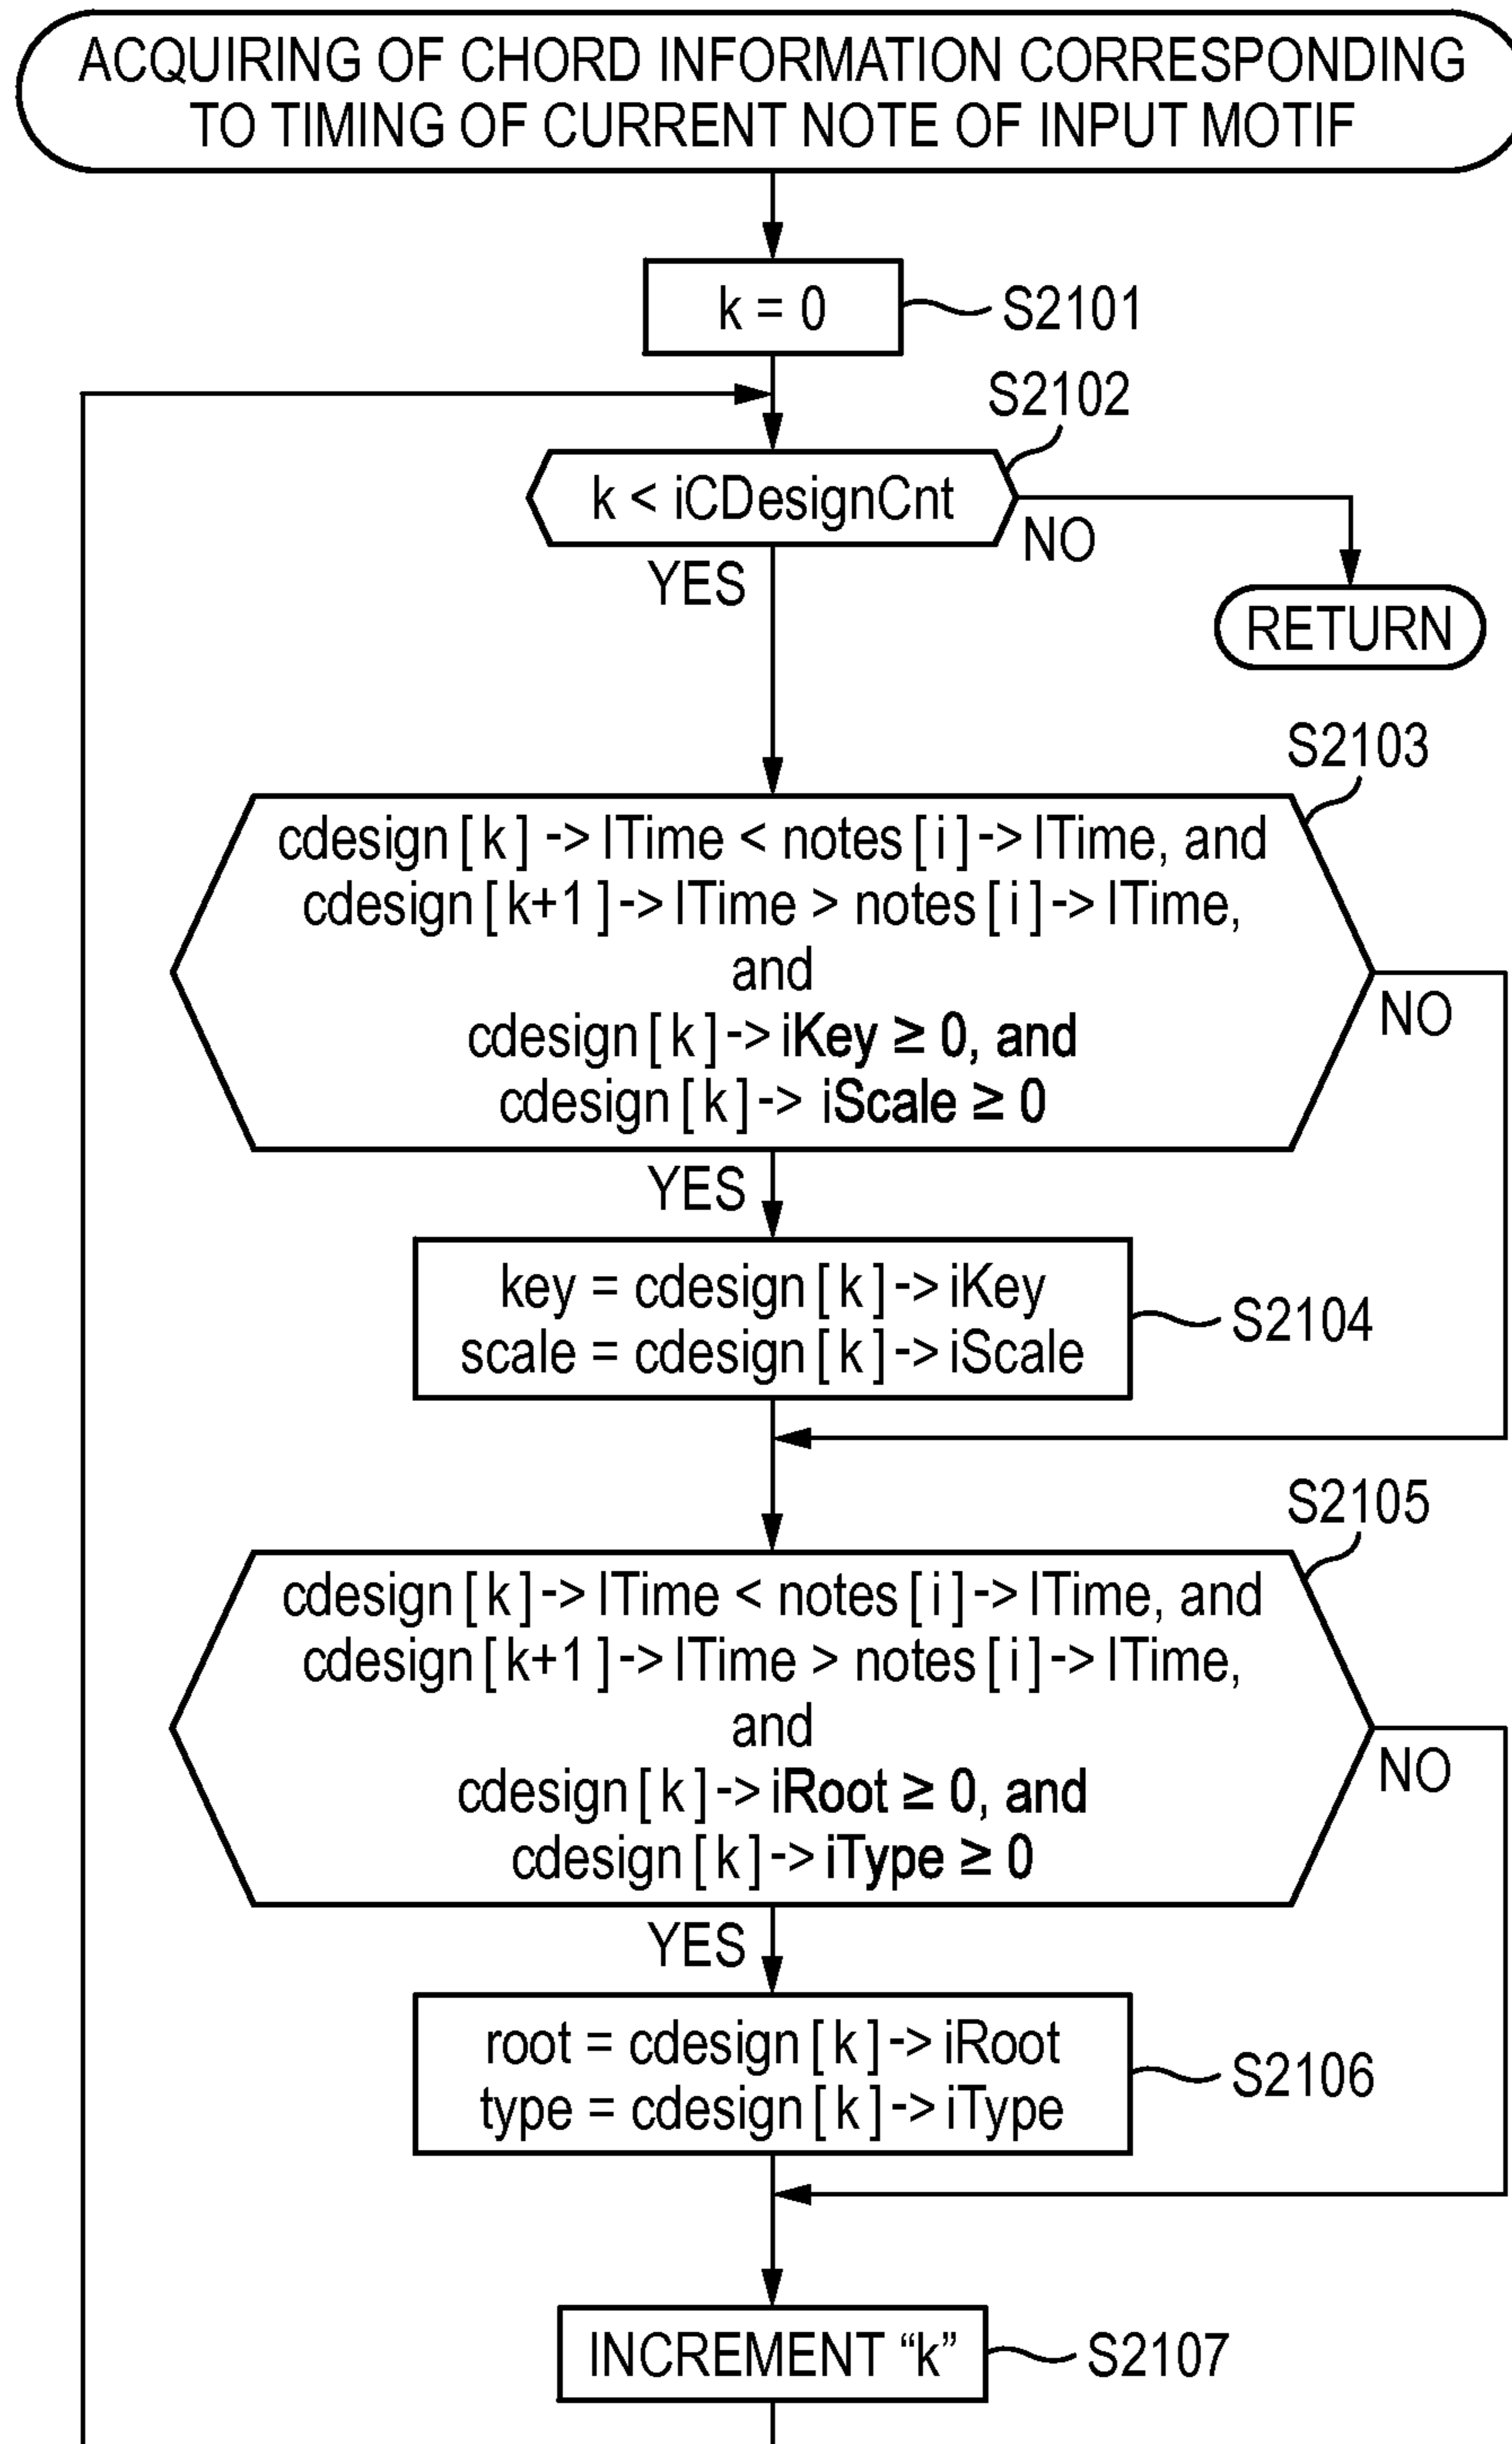 ACQUIRING OF CHORD INFORMATION CORRESPONDING
TO TIMING OF CURRENT NOTE OF INPUT MOTIF
k = 0
S2101
S2102
k < iCDesignCnt
NO
YES
RETURN
S2103
cdesign[k]->lTime < notes[i]->lTime, and
cdesign[k+1]->lTime > notes[i]->lTime,
and
cdesign[k]->iKey ≥ 0, and
cdesign[k]->iScale ≥ 0
NO
YES
key = cdesign[k]->iKey
scale = cdesign[k]->iScale
S2104
S2105
cdesign[k]->lTime < notes[i]->lTime, and
cdesign[k+1]->lTime > notes[i]->lTime,
and
cdesign[k]->iRoot ≥ 0, and
cdesign[k]->iType ≥ 0
NO
YES
root = cdesign[k]->iRoot
type = cdesign[k]->iType
S2106
INCREMENT “k”
S2107